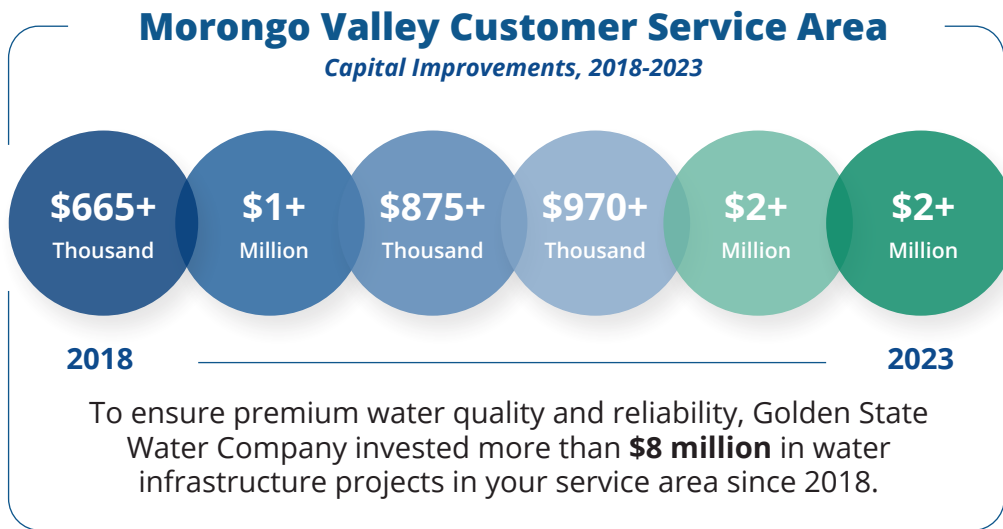 Morongo Valley Customer Service Area
Capital Improvements, 2018-2023
$665+
Thousand
$1+
Million
$875+
Thousand
$970+
Thousand
$2+
Million
$2+
Million
2018
2023
To ensure premium water quality and reliability, Golden State
Water Company invested more than $8 million in water
infrastructure projects in your service area since 2018.